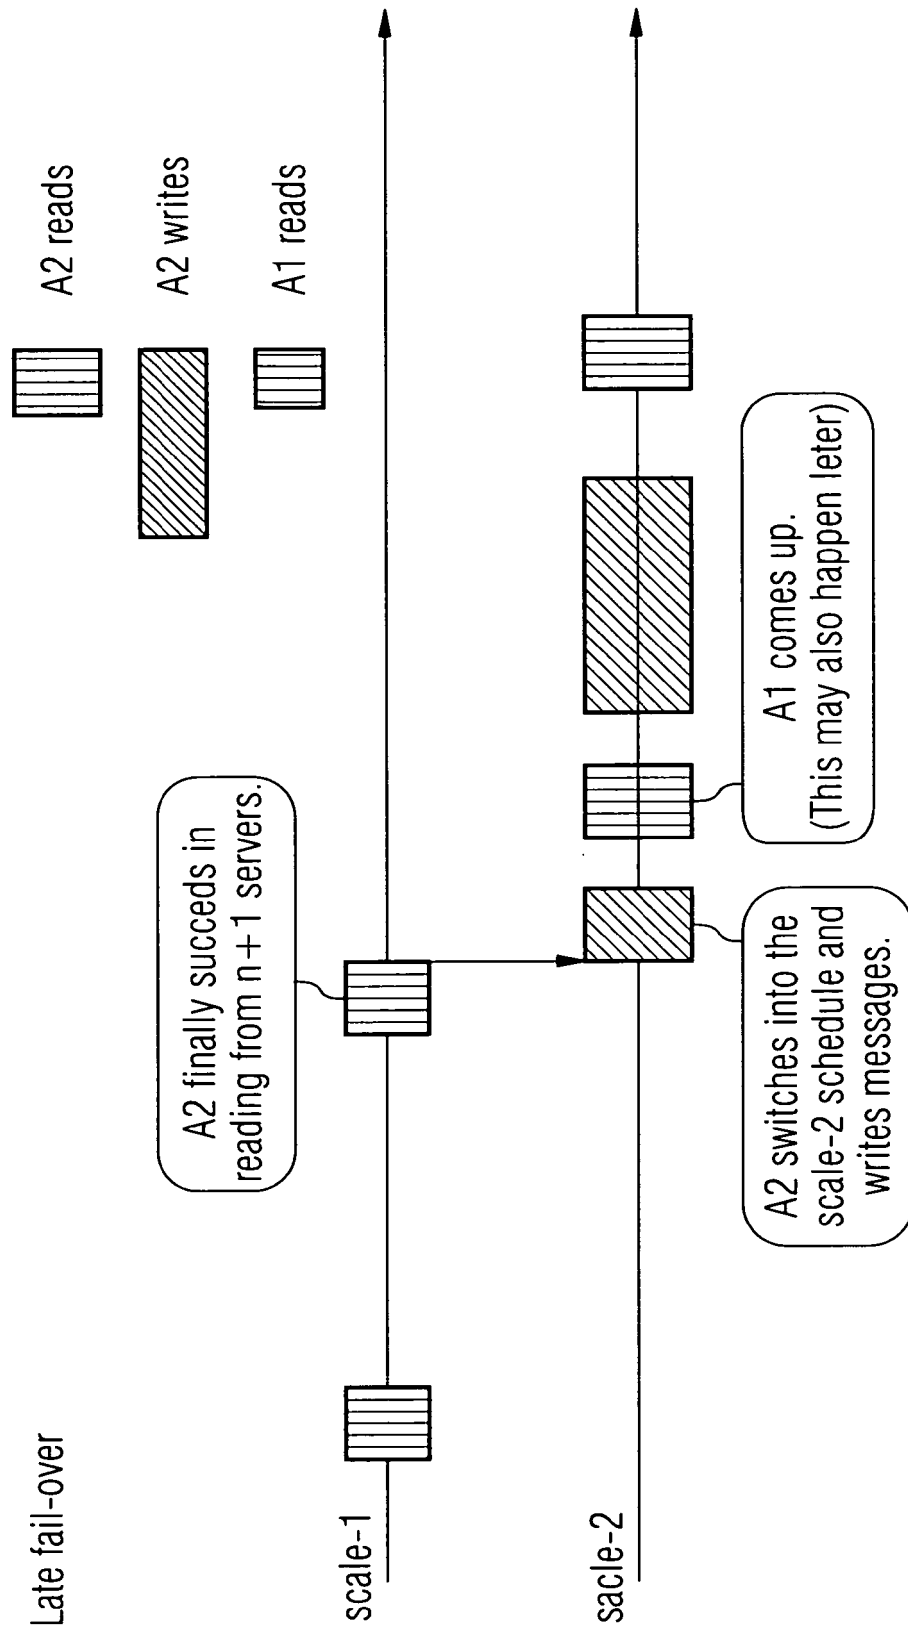 Late fail-over
A2 reads
A2 writes
A1 reads
A2 finally succeds in
reading from n+1 servers.
scale-1
sacle-2
A2 switches into the
scale-2 schedule and
writes messages.
A1 comes up.
(This may also happen leter)